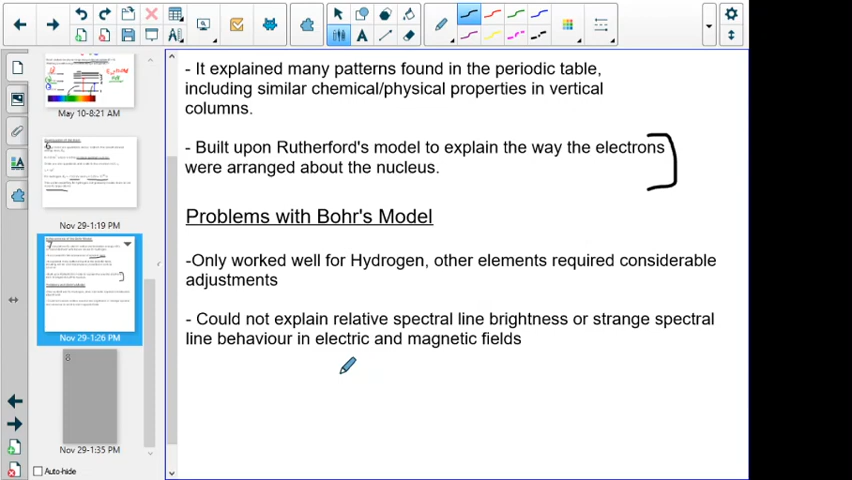 May 10-8:21 AM
6
Nov 29-1:19 PM
7
Nov 29-1:26 PM
8
Nov 29-1:35 PM
Auto-hide
- It explained many patterns found in the periodic table,
including similar chemical/physical properties in vertical
columns.
- Built upon Rutherford's model to explain the way the electrons
were arranged about the nucleus.
Problems with Bohr's Model
-Only worked well for Hydrogen, other elements required considerable
adjustments
- Could not explain relative spectral line brightness or strange spectral
line behaviour in electric and magnetic fields